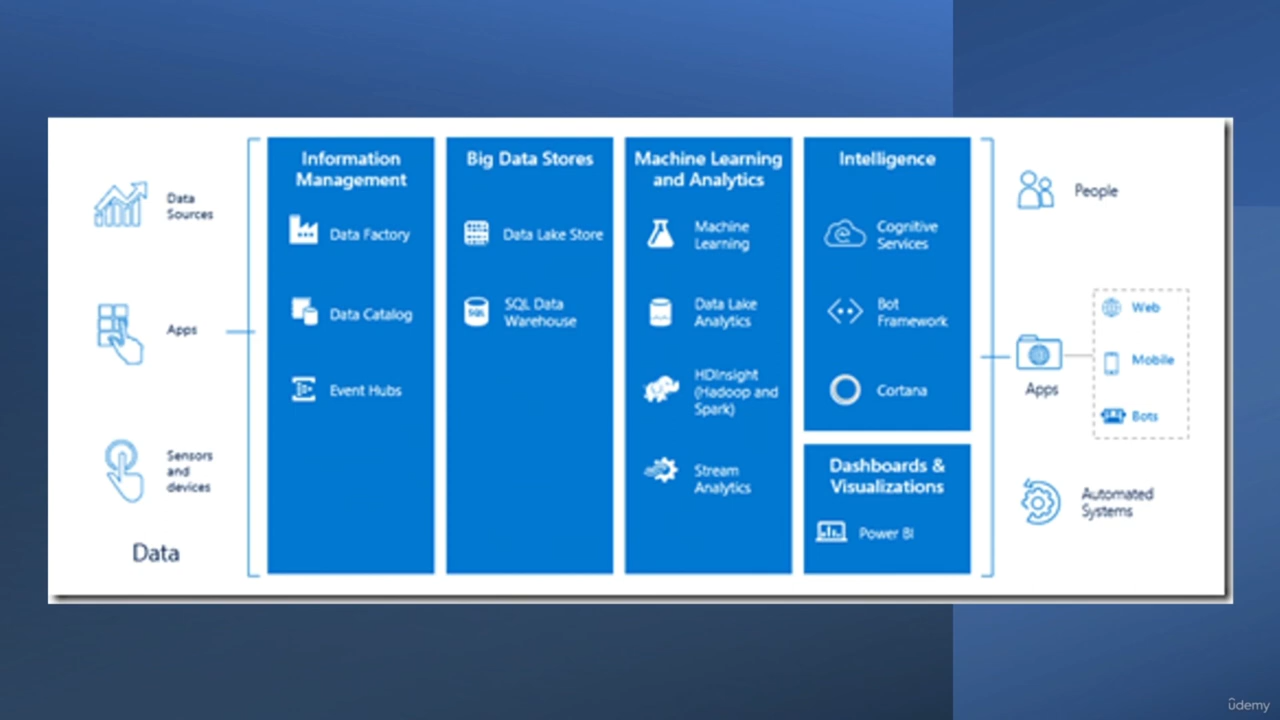 Data
Sources
Apps
Sensors
and
devices
Data
Information
Management
Data Factory
Data Catalog
Event Hubs
Big Data Stores
Data Lake Store
SQL Data
Warehouse
SQL
Machine Learning
and Analytics
Machine
Learning
Data Lake
Analytics
HDInsight
(Hadoop and
Spark)
Stream
Analytics
Intelligence
Cognitive
Services
Bot
Framework
Cortana
Dashboards &
Visualizations
Power BI
People
Apps
Web
Mobile
Bots
Automated
Systems
ûdemy